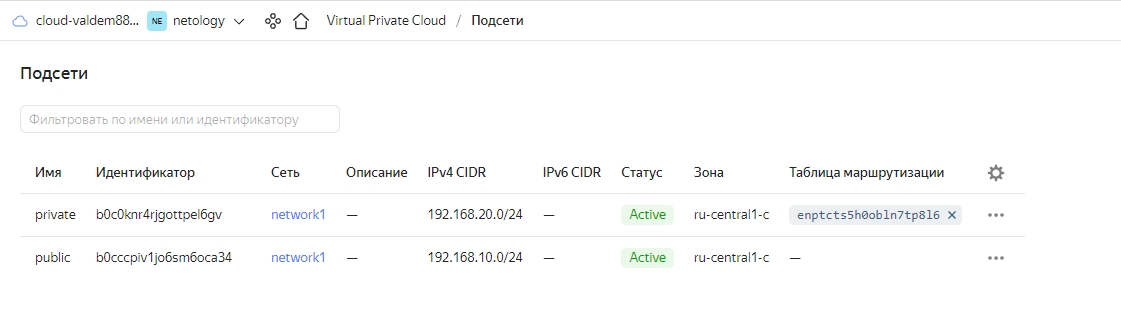 cloud-valdem88... NE netology Virtual Private Cloud / Подсети
Подсети
Фильтровать по имени или идентификатору
Имя Идентификатор Сеть Описание IPv4 CIDR IPv6 CIDR Статус Зона Таблица маршрутизации
private b0c0knr4rjgottpel6gv network1 — 192.168.20.0/24 — Active ru-central1-c enptcts5h0obln7tp8l6 ×
public b0cccpiv1jo6sm6oca34 network1 — 192.168.10.0/24 — Active ru-central1-c —